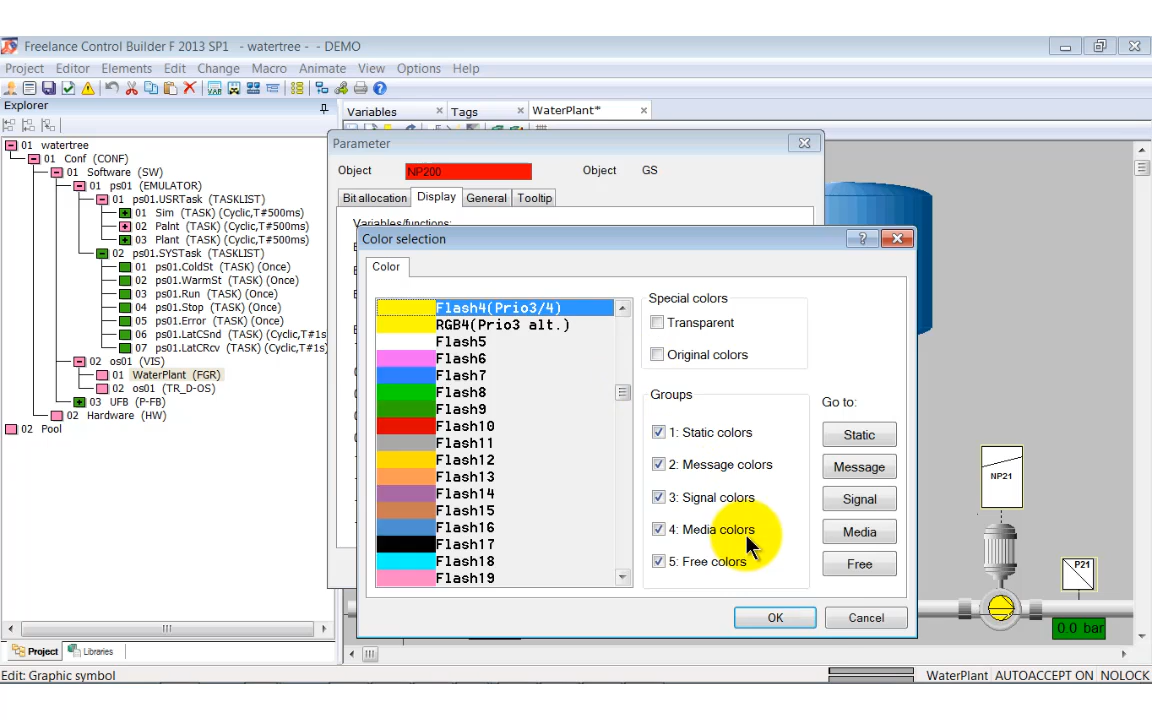 Freelance Control Builder F 2013 SP1 - watertree - - DEMO
Project Editor Elements Edit Change Macro Animate View Options Help
Explorer
Variables × Tags × WaterPlant* ×
01 watertree
01 Conf (CONF)
01 Software (SW)
01 ps01 (EMULATOR)
01 ps01.USRTask (TASKLIST)
01 Sim (TASK)(Cyclic,T#500ms)
02 PaInt (TASK)(Cyclic,T#500ms)
03 Plant (TASK)(Cyclic,T#500ms)
02 ps01.SYSTask (TASKLIST)
01 ps01.ColdSt (TASK)(Once)
02 ps01.WarmSt (TASK)(Once)
03 ps01.Run (TASK)(Once)
04 ps01.Stop (TASK)(Once)
05 ps01.Error (TASK)(Once)
06 ps01.LatCSnd (TASK)(Cyclic,T#1s
07 ps01.LatCRcv (TASK)(Cyclic,T#1s
02 os01 (VIS)
01 WaterPlant (FGR)
02 os01 (TR_D-OS)
03 UFB (P-FB)
02 Hardware (HW)
02 Pool
Project Libraries
Parameter
Object NP200 Object GS
Bit allocation Display General Tooltip
Variables/functions:
Color selection
Color
Flash4(Prio3/4)
RGB4(Prio3 alt.)
Flash5
Flash6
Flash7
Flash8
Flash9
Flash10
Flash11
Flash12
Flash13
Flash14
Flash15
Flash16
Flash17
Flash18
Flash19
Special colors
Transparent
Original colors
Groups
1: Static colors
2: Message colors
3: Signal colors
4: Media colors
5: Free colors
Go to:
Static
Message
Signal
Media
Free
OK Cancel
NP21
P21
0.0 bar
Edit: Graphic symbol
WaterPlant AUTOACCEPT ON NOLOCK